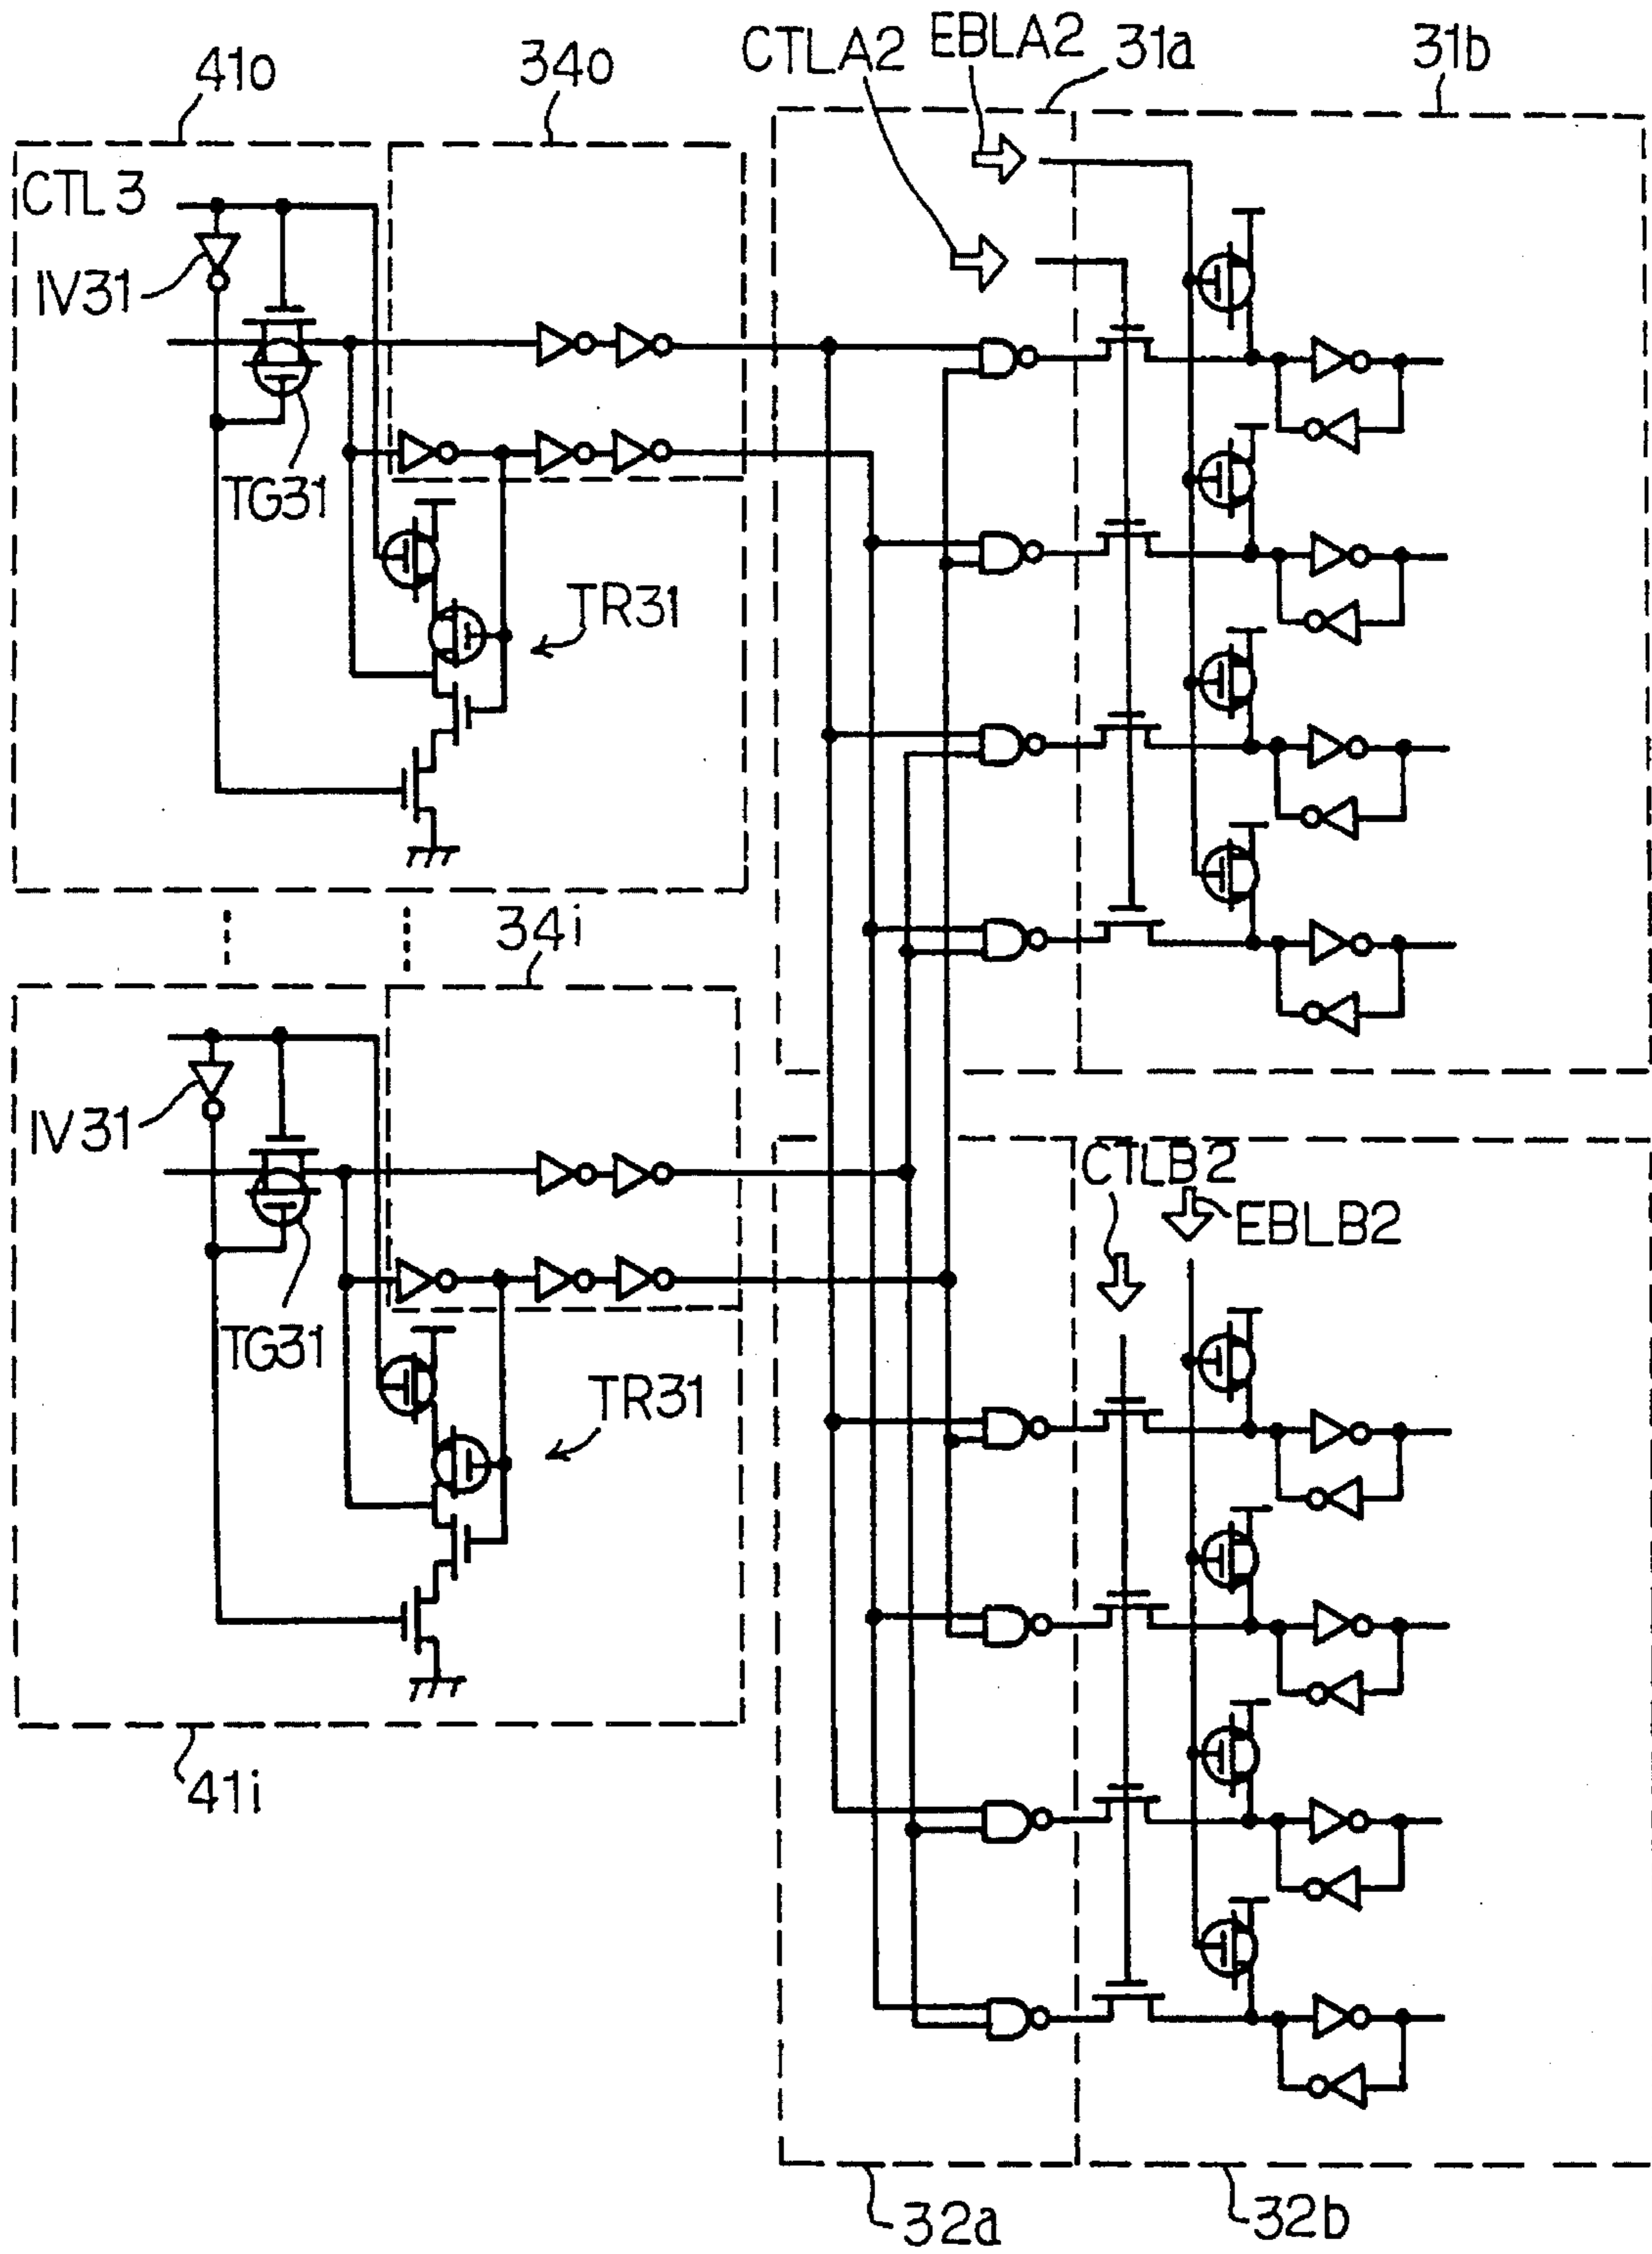 41o
34o
CTLA2
EBLA2
31a
31b
CTL3
IV31
TG31
TR31
34i
IV31
TG31
TR31
CTLB2
EBLB2
41i
32a
32b